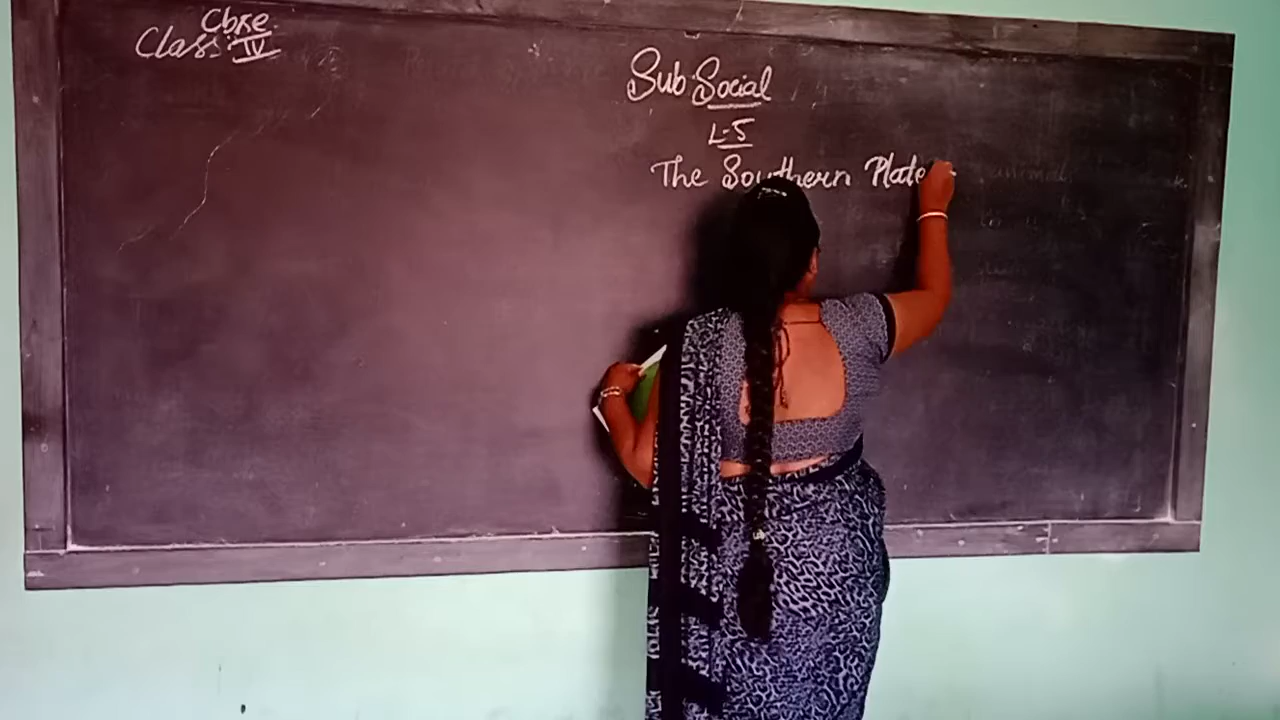 Cbse
Class: IV
Sub: Social
L-5
The Southern Plate